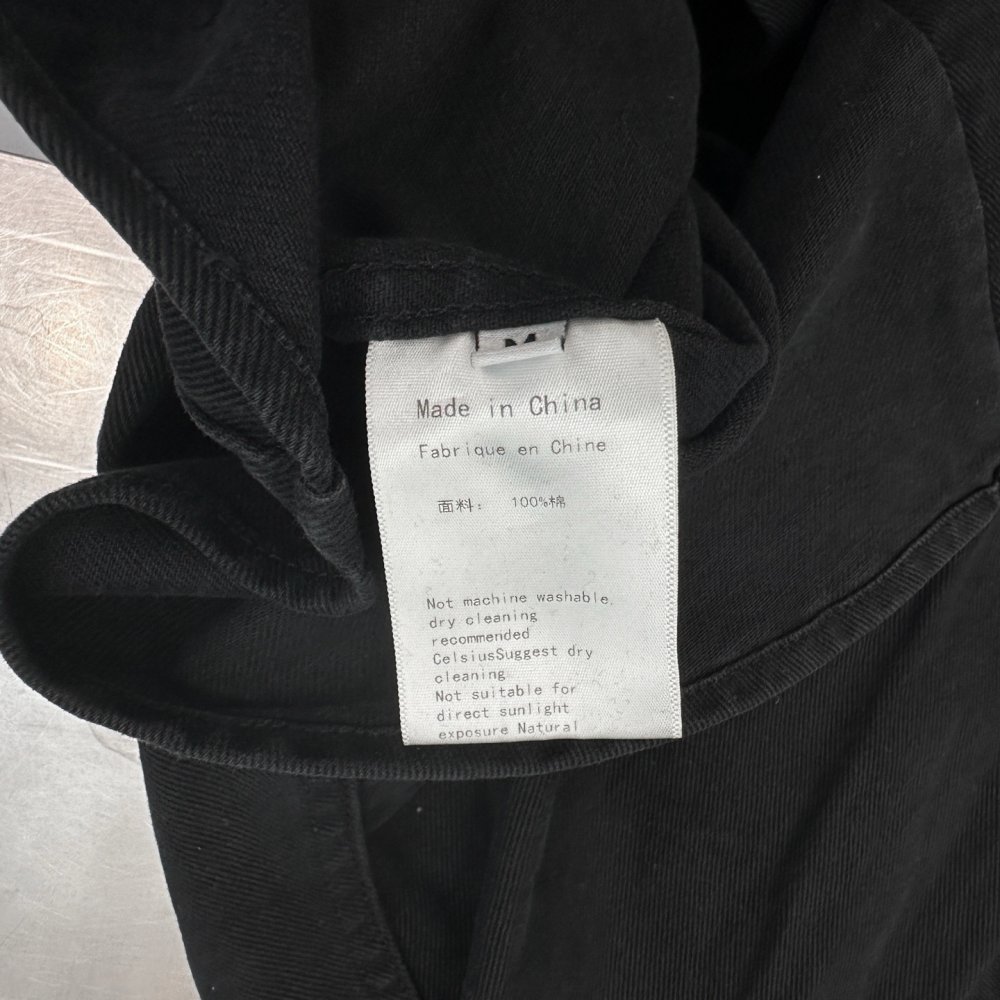 M
Made in China
Fabrique en Chine
面料： 100%棉
Not machine washable,
dry cleaning
recommended
CelsiusSuggest dry
cleaning
Not suitable for
direct sunlight
exposure Natural